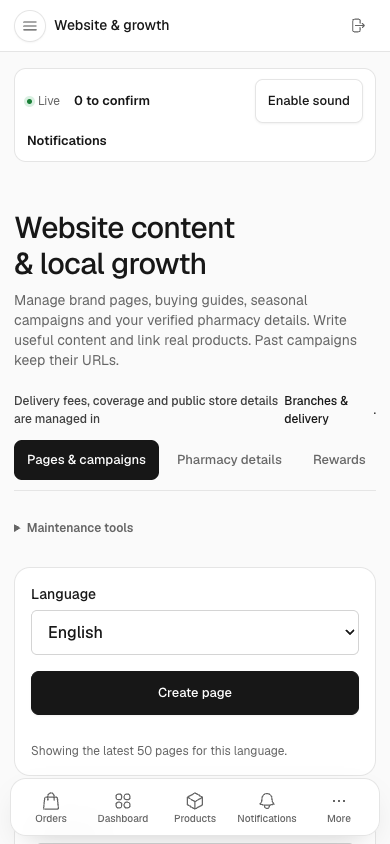 Website & growth
Live 0 to confirm
Enable sound
Notifications
Website content
& local growth
Manage brand pages, buying guides, seasonal
campaigns and your verified pharmacy details. Write
useful content and link real products. Past campaigns
keep their URLs.
Delivery fees, coverage and public store details
are managed in
Branches &
delivery
.
Pages & campaigns
Pharmacy details
Rewards
Maintenance tools
Language
English
Create page
Showing the latest 50 pages for this language.
Orders
Dashboard
Products
Notifications
More